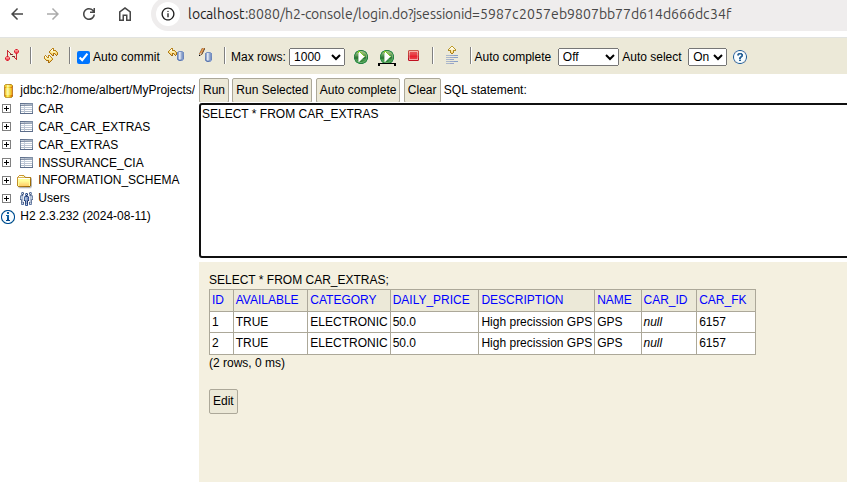 localhost:8080/h2-console/login.do?jsessionid=5987c2057eb9807bb77d614d666dc34f
Auto commit Max rows: 1000 Auto complete Off Auto select On ?
jdbc:h2:/home/albert/MyProjects/
CAR
CAR_CAR_EXTRAS
CAR_EXTRAS
INSSURANCE_CIA
INFORMATION_SCHEMA
Users
H2 2.3.232 (2024-08-11)
Run Run Selected Auto complete Clear SQL statement:
SELECT * FROM CAR_EXTRAS
SELECT * FROM CAR_EXTRAS;
ID AVAILABLE CATEGORY DAILY_PRICE DESCRIPTION NAME CAR_ID CAR_FK
1 TRUE ELECTRONIC 50.0 High precission GPS GPS null 6157
2 TRUE ELECTRONIC 50.0 High precission GPS GPS null 6157
(2 rows, 0 ms)
Edit